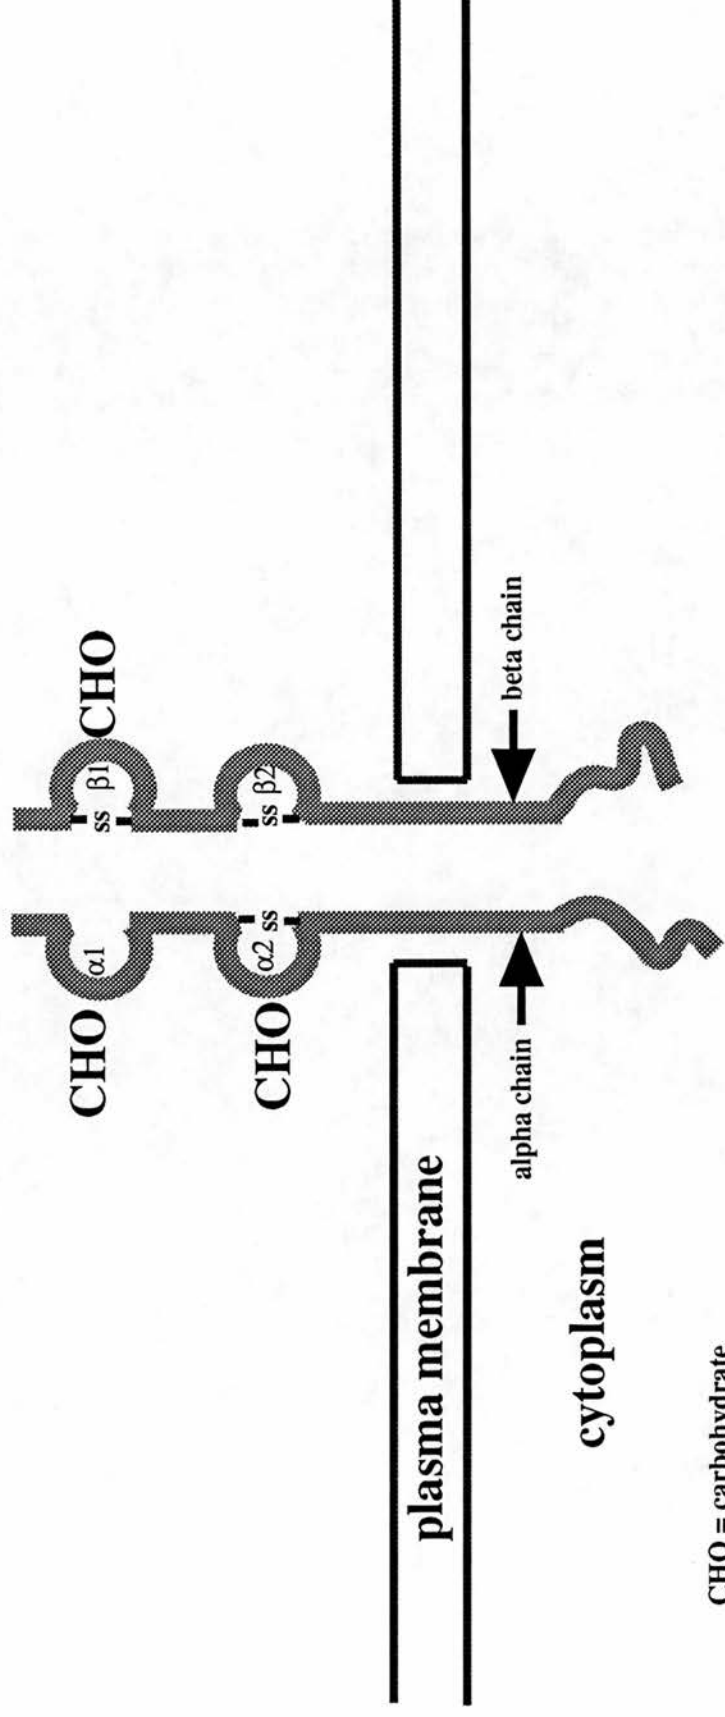 CHO
α1
ss
β1
CHO
CHO
α2
ss
ss
β2
plasma membrane
alpha chain
beta chain
cytoplasm
CHO = carbohydrate